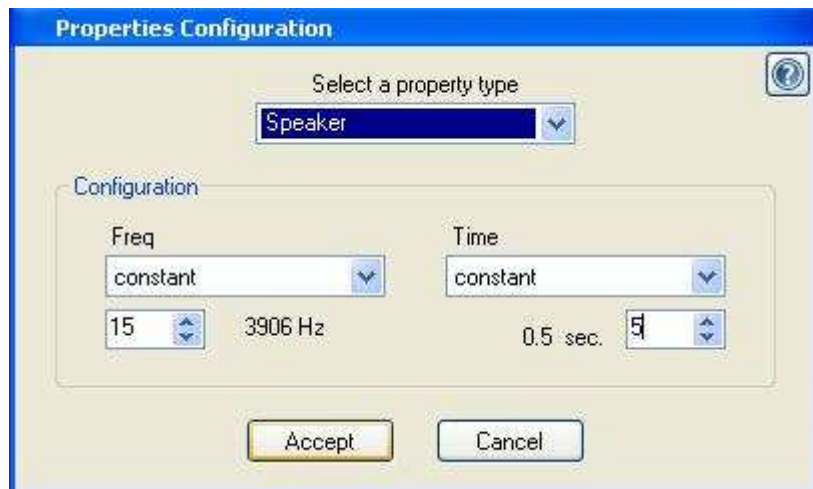 Properties Configuration
Select a property type
Speaker
Configuration
Freq Time
constant constant
15 3906 Hz 0.5 sec. 5
Accept Cancel